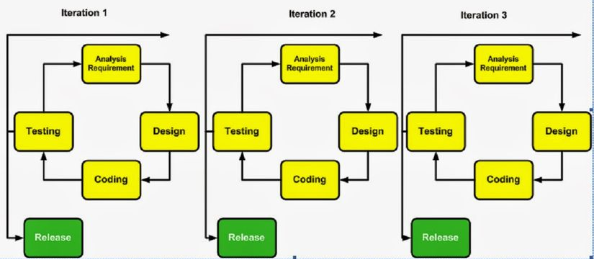 Iteration 1
Analysis
Requirement
Testing
Design
Coding
Release
Iteration 2
Analysis
Requirement
Testing
Design
Coding
Release
Iteration 3
Analysis
Requirement
Testing
Design
Coding
Release